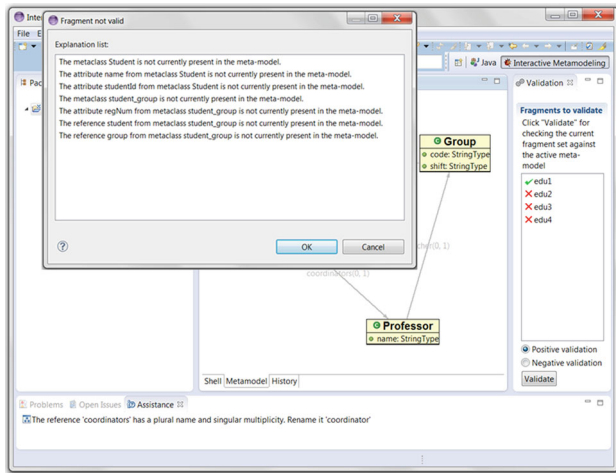 Inter
Fragment not valid
File E
Explanation list:
The metaclass Student is not currently present in the meta-model.
The attribute name from metaclass Student is not currently present in the meta-model.
The attribute studentId from metaclass Student is not currently present in the meta-model.
The metaclass student_group is not currently present in the meta-model.
The attribute regNum from metaclass student_group is not currently present in the meta-model.
The reference student from metaclass student_group is not currently present in the meta-model.
The reference group from metaclass student_group is not currently present in the meta-model.
OK
Cancel
Java
Interactive Metamodeling
Pac
Validation
Fragments to validate
Click "Validate" for
checking the current
fragment set against
the active meta-
model
edu1
edu2
edu3
edu4
Positive validation
Negative validation
Validate
Group
code: StringType
shift: StringType
cher(0, 1)
coordinators(0, 1)
Professor
name: StringType
Shell Metamodel History
Problems Open Issues Assistance
The reference 'coordinators' has a plural name and singular multiplicity. Rename it 'coordinator'